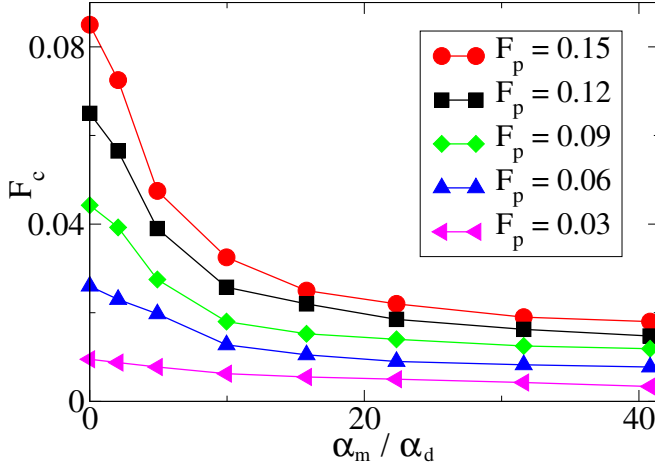 0.08
F_p = 0.15
F_p = 0.12
F_p = 0.09
F_p = 0.06
F_p = 0.03
F_c
0.04
0
0 20 40
α_m / α_d